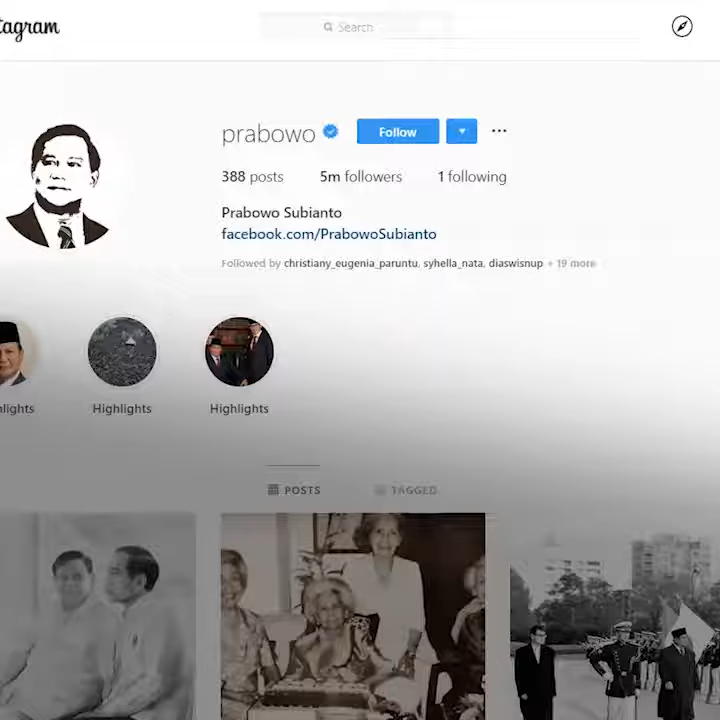 tagram
Search
prabowo
Follow
388 posts 5m followers 1 following
Prabowo Subianto
facebook.com/PrabowoSubianto
Followed by christiany_eugenia_paruntu, syhella_nata, diaswisnup + 19 more
lights Highlights Highlights
POSTS TAGGED